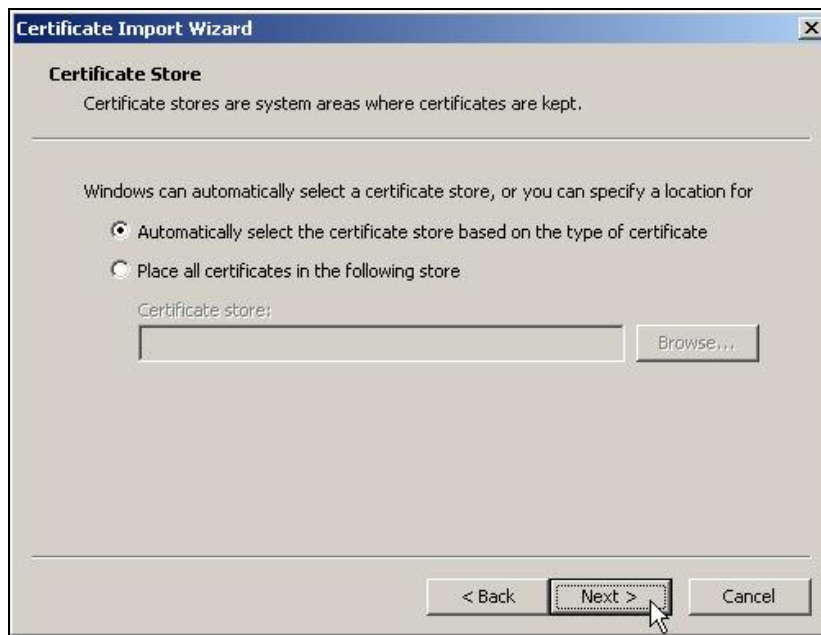 Certificate Import Wizard
Certificate Store
Certificate stores are system areas where certificates are kept.
Windows can automatically select a certificate store, or you can specify a location for
Automatically select the certificate store based on the type of certificate
Place all certificates in the following store
Certificate store:
Browse...
< Back
Next >
Cancel